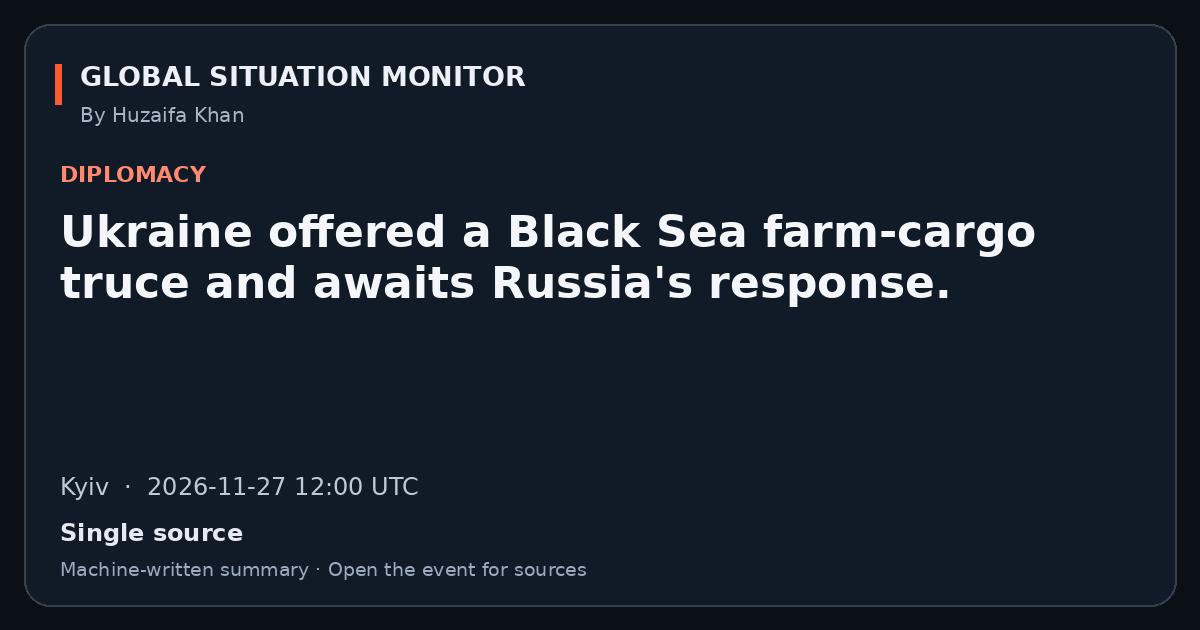 GLOBAL SITUATION MONITOR
By Huzaifa Khan
DIPLOMACY
Ukraine offered a Black Sea farm-cargo
truce and awaits Russia's response.
Kyiv · 2026-11-27 12:00 UTC
Single source
Machine-written summary · Open the event for sources